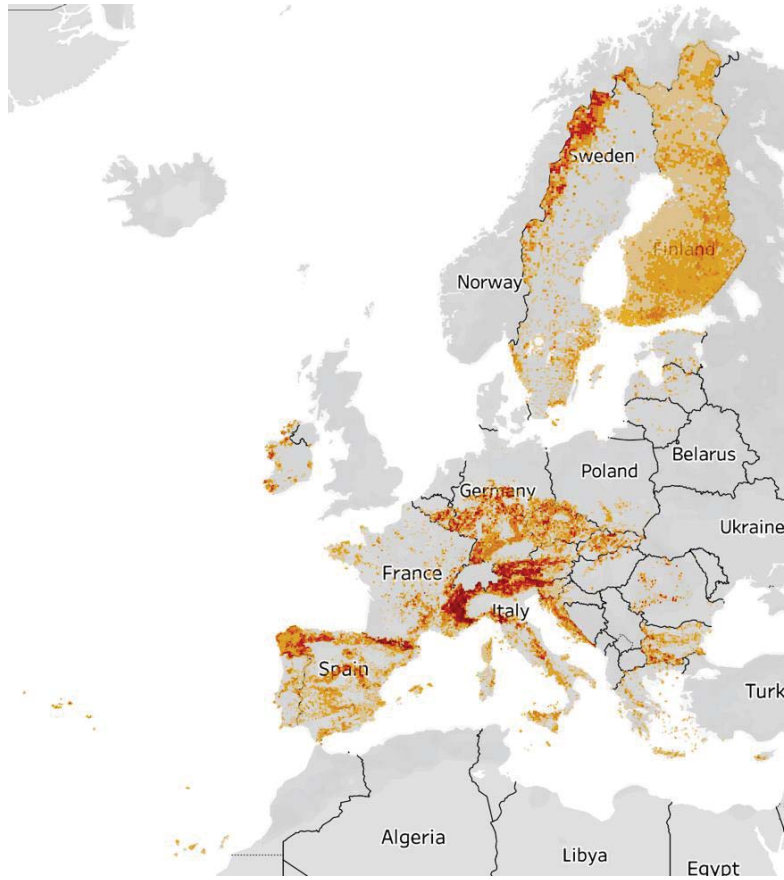 Sweden
Finland
Norway
Belarus
Poland
Germany
Ukraine
France
Italy
Spain
Turk
Algeria
Libya
Egypt